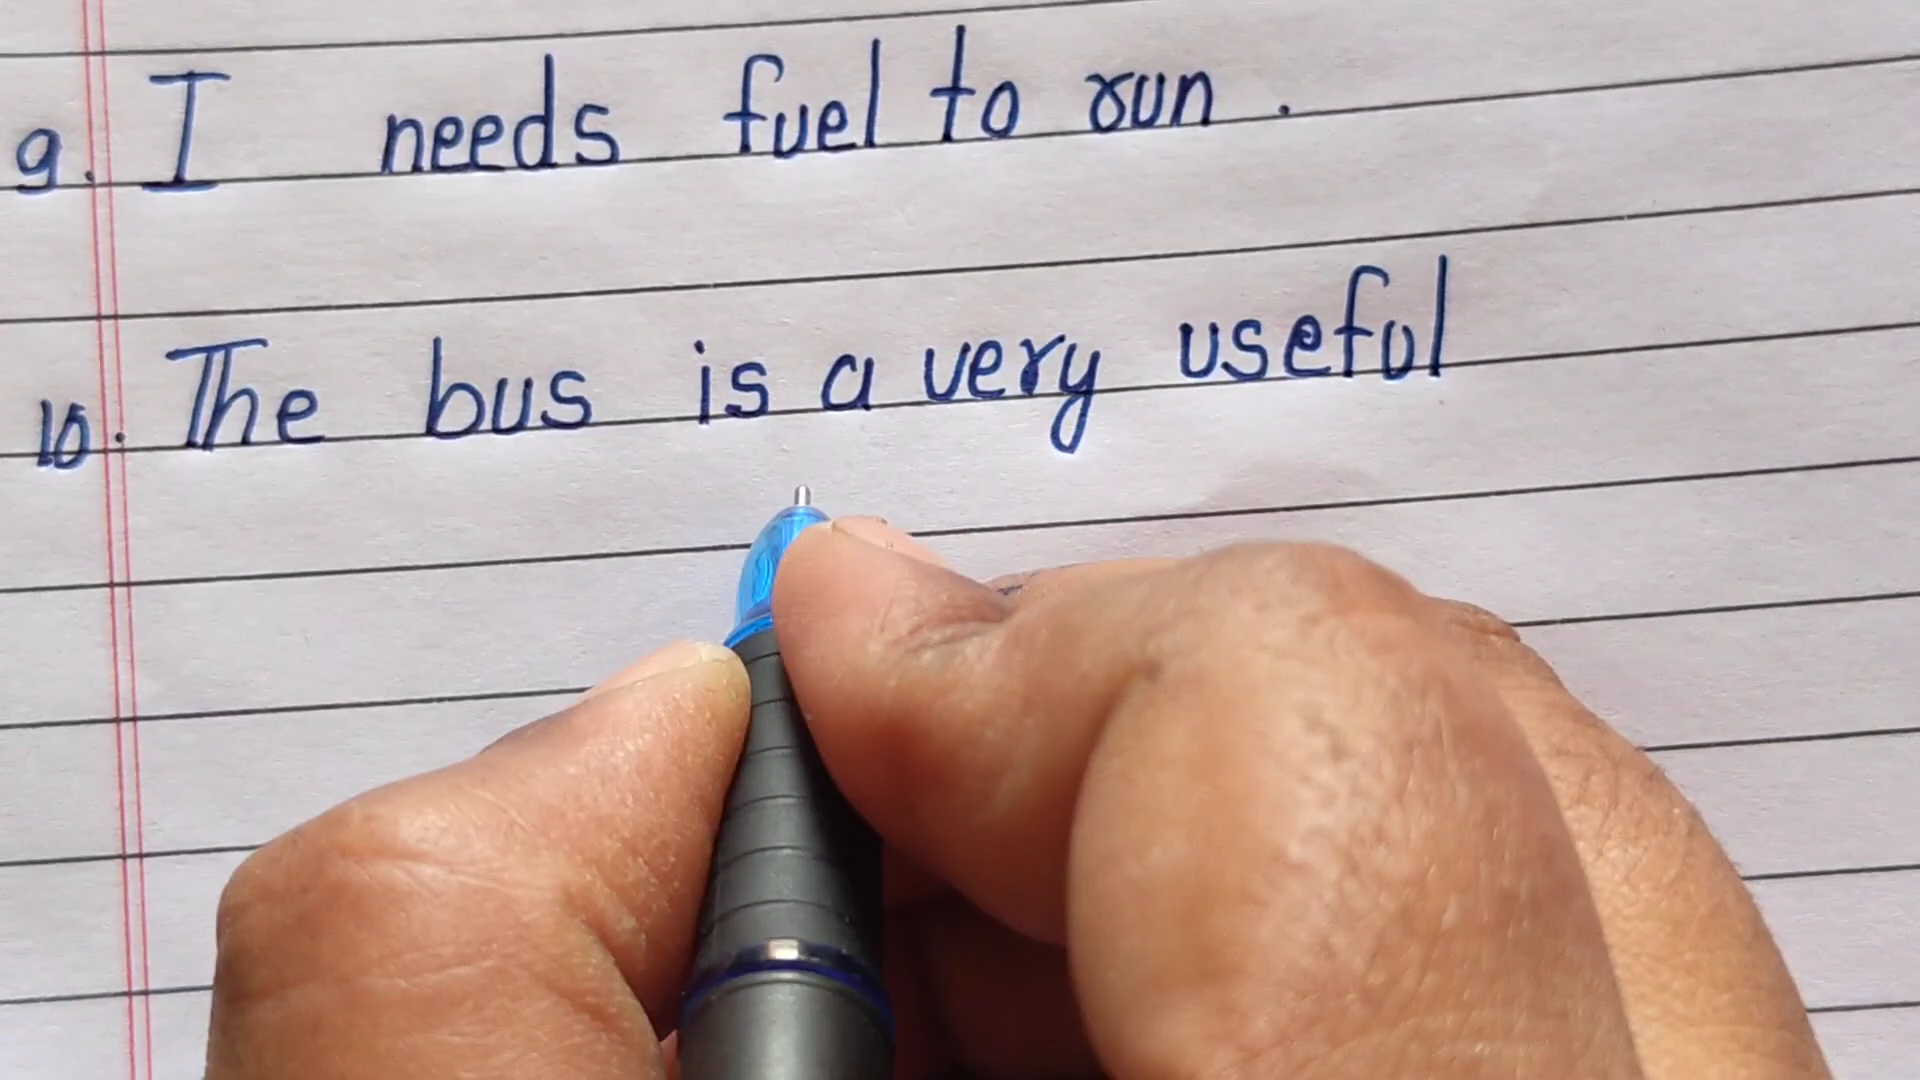 9. I needs fuel to run.
10. The bus is a very useful